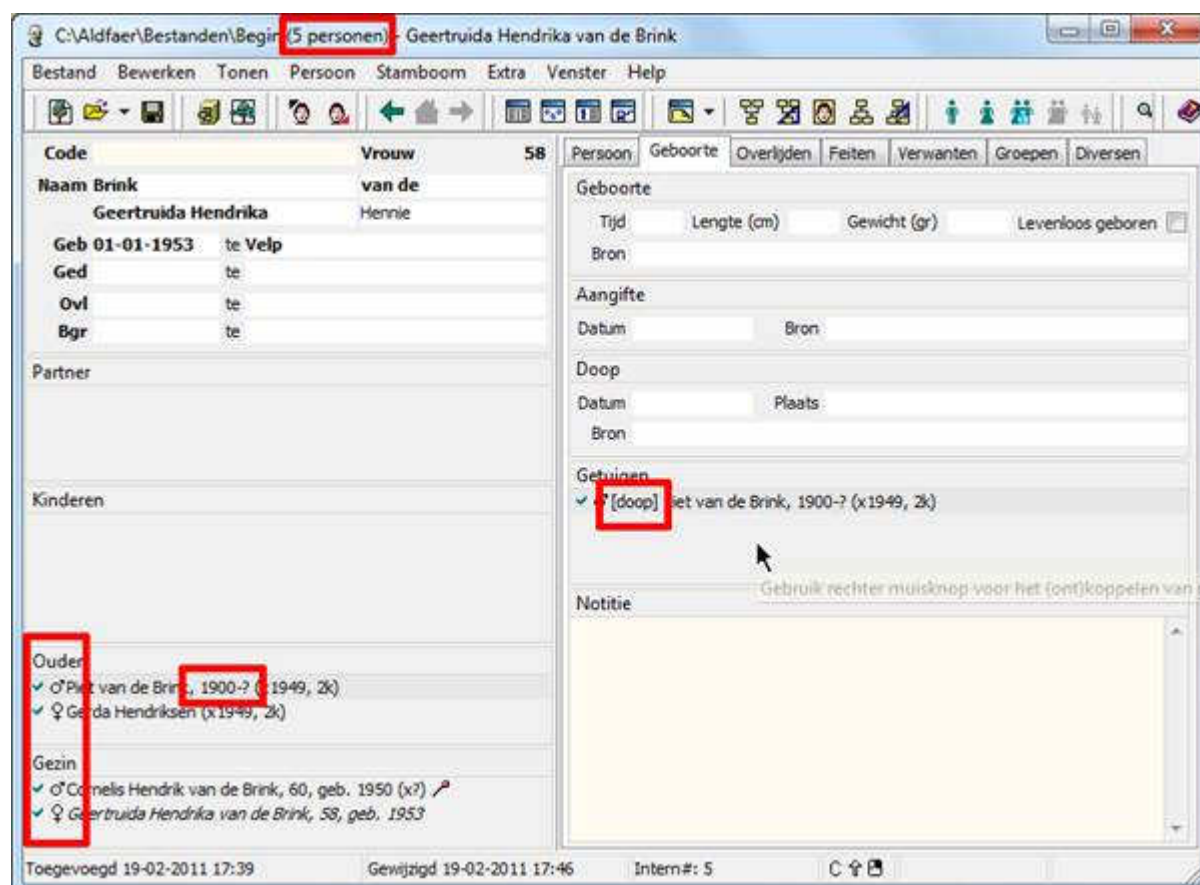 C:\Aldfaer\Bestanden\Begin (5 personen) - Geertruida Hendrika van de Brink
Bestand Bewerken Tonen Persoon Stamboom Extra Venster Help
Code Vrouw 58
Naam Brink van de
Geertruida Hendrika Hennie
Geb 01-01-1953 te Velp
Ged te
Ovl te
Bgr te
Partner
Kinderen
Ouders
♂ Piet van de Brink, 1900-? (x1949, 2k)
♀ Gerda Hendriksen (x1949, 2k)
Gezin
♂ Cornelis Hendrik van de Brink, 60, geb. 1950 (x?)
♀ Geertruida Hendrika van de Brink, 58, geb. 1953
Persoon Geboorte Overlijden Feiten Verwanten Groepen Diversen
Geboorte
Tijd Lengte (cm) Gewicht (gr) Levenloos geboren
Bron
Aangifte
Datum Bron
Doop
Datum Plaats
Bron
Getuigen
♂ [doop] Piet van de Brink, 1900-? (x1949, 2k)
Gebruik rechter muisknop voor het (ont)koppelen van
Notitie
Toegevoegd 19-02-2011 17:39 Gewijzigd 19-02-2011 17:46 Intern#: 5 C